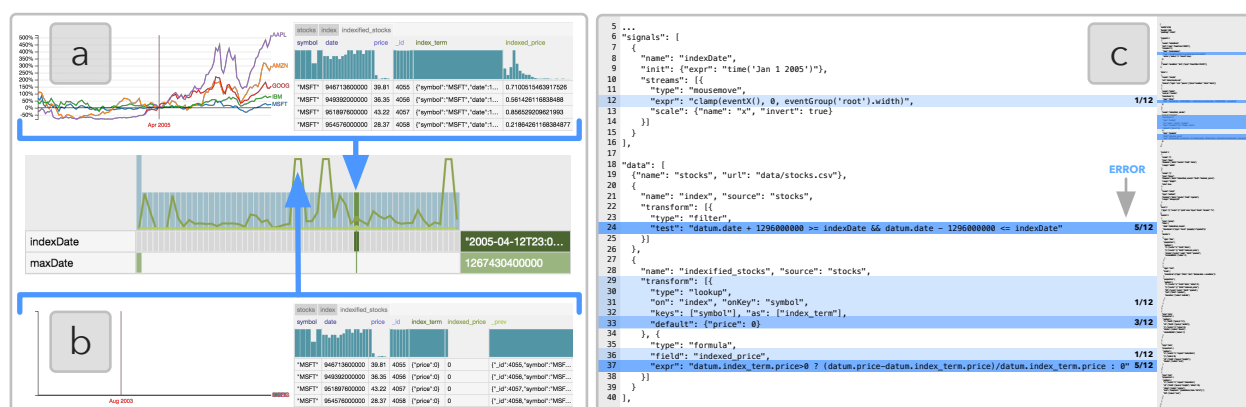 a
500%
450%
400%
350%
300%
250%
200%
150%
100%
50%
0%
-50%
AAPL
AMZN
GOOG
IBM
MSFT
Apr 2005
stocks index indexified_stocks
symbol date price _id index_term indexed_price
"MSFT" 946713600000 39.81 4055 {"symbol":"MSFT","date":1... 0.7100515463917526
"MSFT" 949392000000 36.35 4056 {"symbol":"MSFT","date":1... 0.561426116838488
"MSFT" 951897600000 43.22 4057 {"symbol":"MSFT","date":1... 0.856529209621993
"MSFT" 954576000000 28.37 4058 {"symbol":"MSFT","date":1... 0.21864261168384877
indexDate "2005-04-12T23:0...
maxDate 1267430400000
b
Aug 2003
stocks index indexified_stocks
symbol date price _id index_term indexed_price _prev
"MSFT" 946713600000 39.81 4055 {"price":0} 0 {"_id":4055,"symbol":"MSF...
"MSFT" 949392000000 36.35 4056 {"price":0} 0 {"_id":4056,"symbol":"MSF...
"MSFT" 951897600000 43.22 4057 {"price":0} 0 {"_id":4057,"symbol":"MSF...
"MSFT" 954576000000 28.37 4058 {"price":0} 0 {"_id":4058,"symbol":"MSF...
c
5 ...
6 "signals": [
7 {
8 "name": "indexDate",
9 "init": {"expr": "time('Jan 1 2005')"},
10 "streams": [{
11 "type": "mousemove",
12 "expr": "clamp(eventX(), 0, eventGroup('root').width)", 1/12
13 "scale": {"name": "x", "invert": true}
14 }]
15 }
16 ],
17
18 "data": [
19 {"name": "stocks", "url": "data/stocks.csv"},
20 {
21 "name": "index", "source": "stocks",
22 "transform": [{
23 "type": "filter",
ERROR
24 "test": "datum.date + 1296000000 >= indexDate && datum.date - 1296000000 <= indexDate" 5/12
25 }]
26 },
27 {
28 "name": "indexified_stocks", "source": "stocks",
29 "transform": [{
30 "type": "lookup",
31 "on": "index", "onKey": "symbol", 1/12
32 "keys": ["symbol"], "as": ["index_term"],
33 "default": {"price": 0} 3/12
34 }, {
35 "type": "formula",
36 "field": "indexed_price", 1/12
37 "expr": "datum.index_term.price>0 ? (datum.price-datum.index_term.price)/datum.index_term.price : 0" 5/12
38 }]
39 }
40 ],